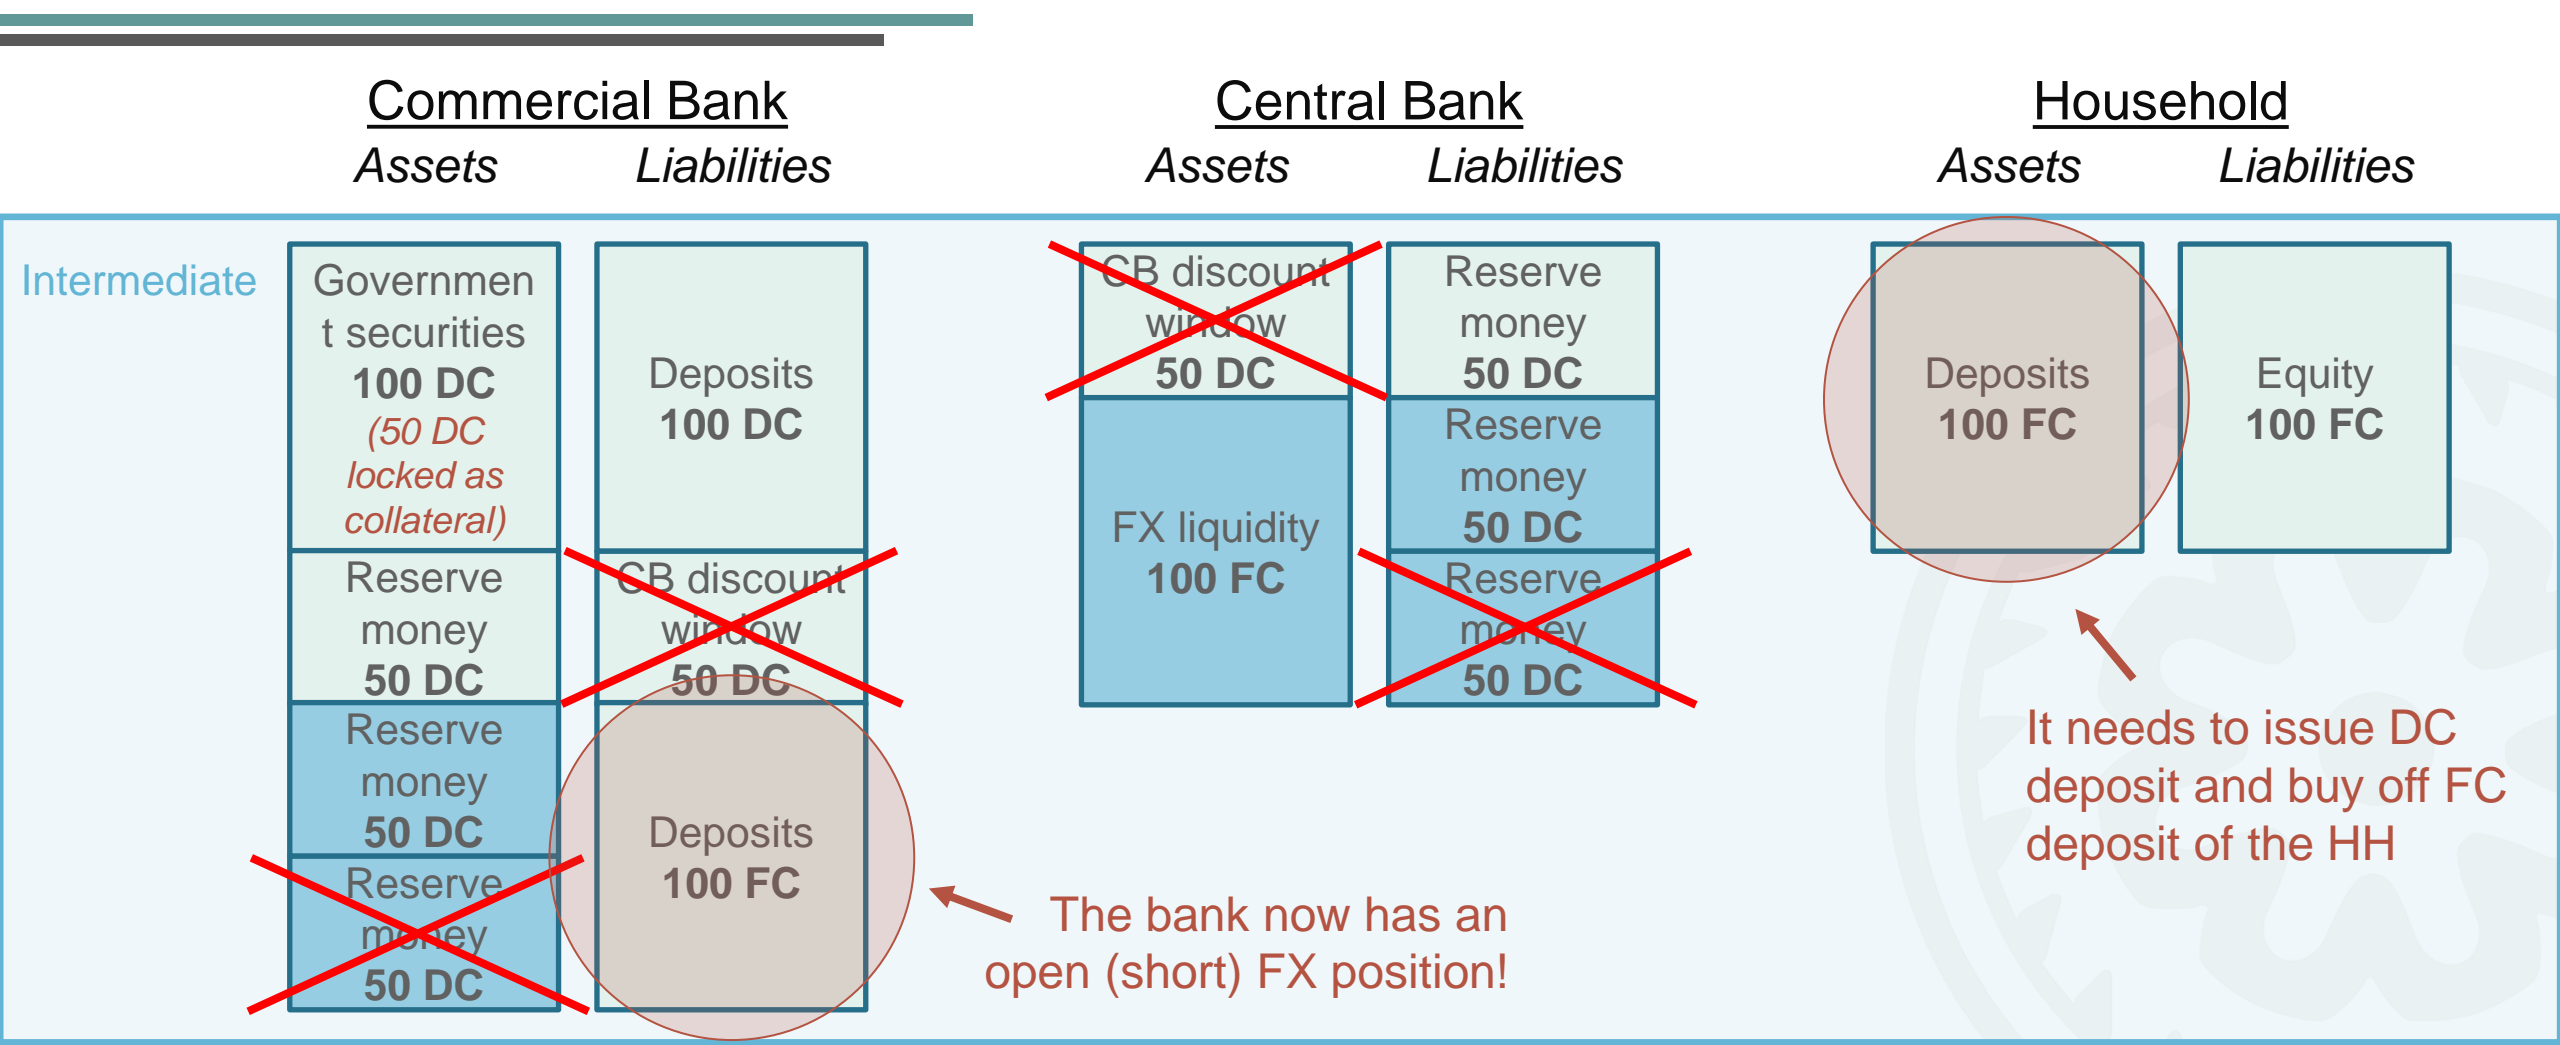 Commercial Bank
Assets
Liabilities
Central Bank
Assets
Liabilities
Household
Assets
Liabilities
Intermediate
Governmen
t securities
100 DC
(50 DC
locked as
collateral)
Reserve
money
50 DC
Reserve
money
50 DC
Reserve
money
50 DC
Deposits
100 DC
CB discount
window
50 DC
Deposits
100 FC
The bank now has an
open (short) FX position!
CB discount
window
50 DC
FX liquidity
100 FC
Reserve
money
50 DC
Reserve
money
50 DC
Reserve
money
50 DC
Deposits
100 FC
Equity
100 FC
It needs to issue DC
deposit and buy off FC
deposit of the HH